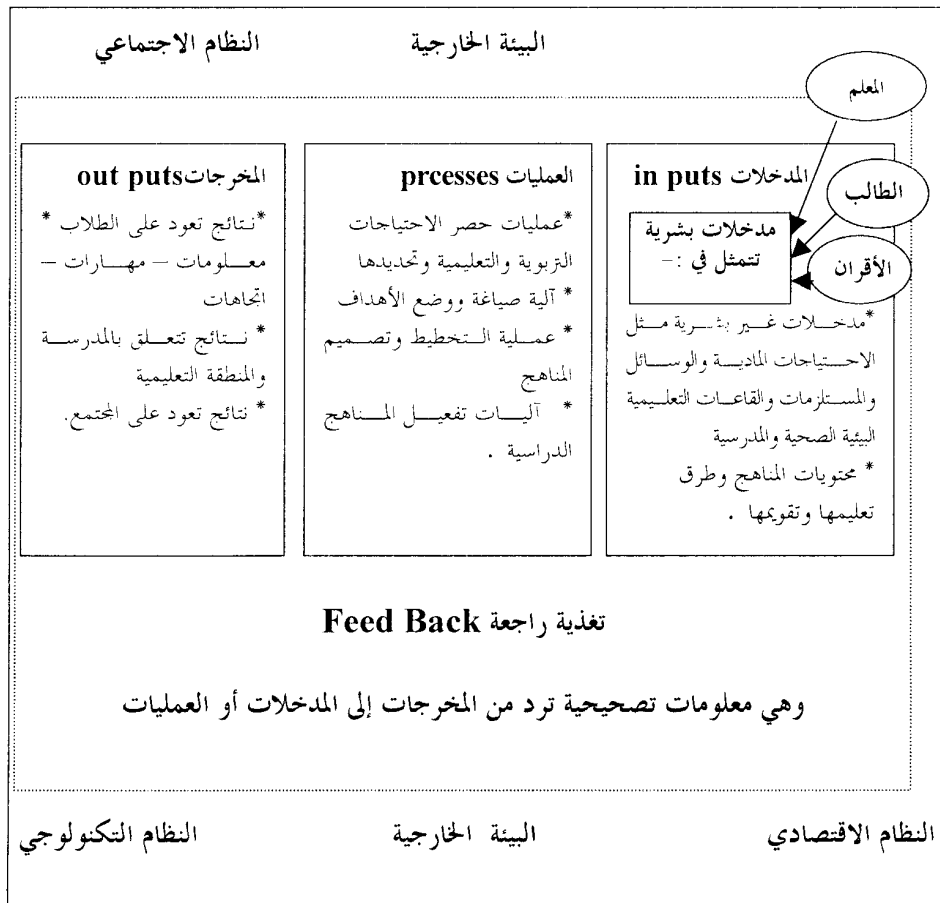 البيئة الخارجية
النظام الاجتماعي
المعلم
الطالب
الأقران
المدخلات in puts
مدخلات بشرية
تتمثل في :-
*مدخلات غير بشرية مثل
الاحتياجات المادية والوسائل
والمستلزمات والقاعات التعليمية
البيئية الصحية والمدرسية
* محتويات المناهج وطرق
تعليمها وتقويمها .
العمليات prcesses
*عمليات حصر الاحتياجات
التربوية والتعليمية وتحديدها
* آلية صياغة ووضع الأهداف
* عملية التخطيط وتصميم
المناهج
* آليات تفعيل المناهج
الدراسية .
المخرجات out puts
*نتائج تعود على الطلاب *
معلومات – مهارات –
اتجاهات
* نتائج تتعلق بالمدرسة
والمنطقة التعليمية
* نتائج تعود على المجتمع.
تغذية راجعة Feed Back
وهي معلومات تصحيحية ترد من المخرجات إلى المدخلات أو العمليات
النظام الاقتصادي
البيئة الخارجية
النظام التكنولوجي